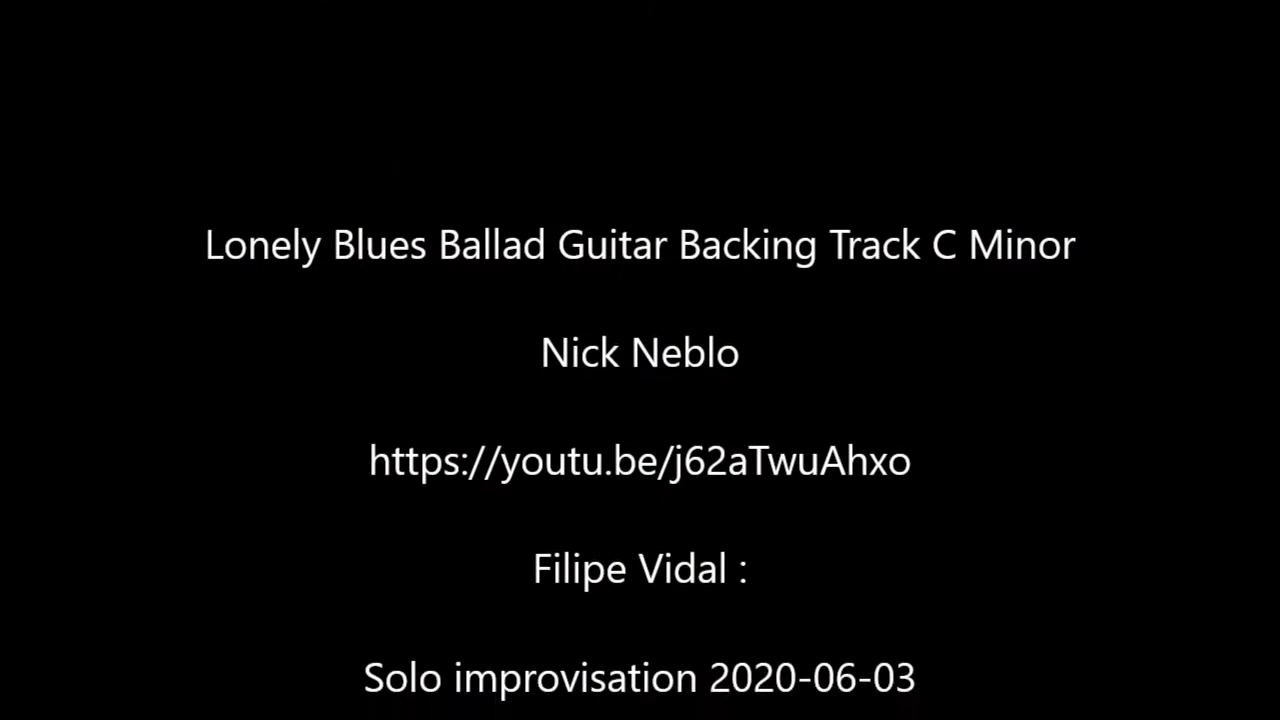 Lonely Blues Ballad Guitar Backing Track C Minor
Nick Neblo
https://youtu.be/j62aTwuAhxo
Filipe Vidal :
Solo improvisation 2020-06-03